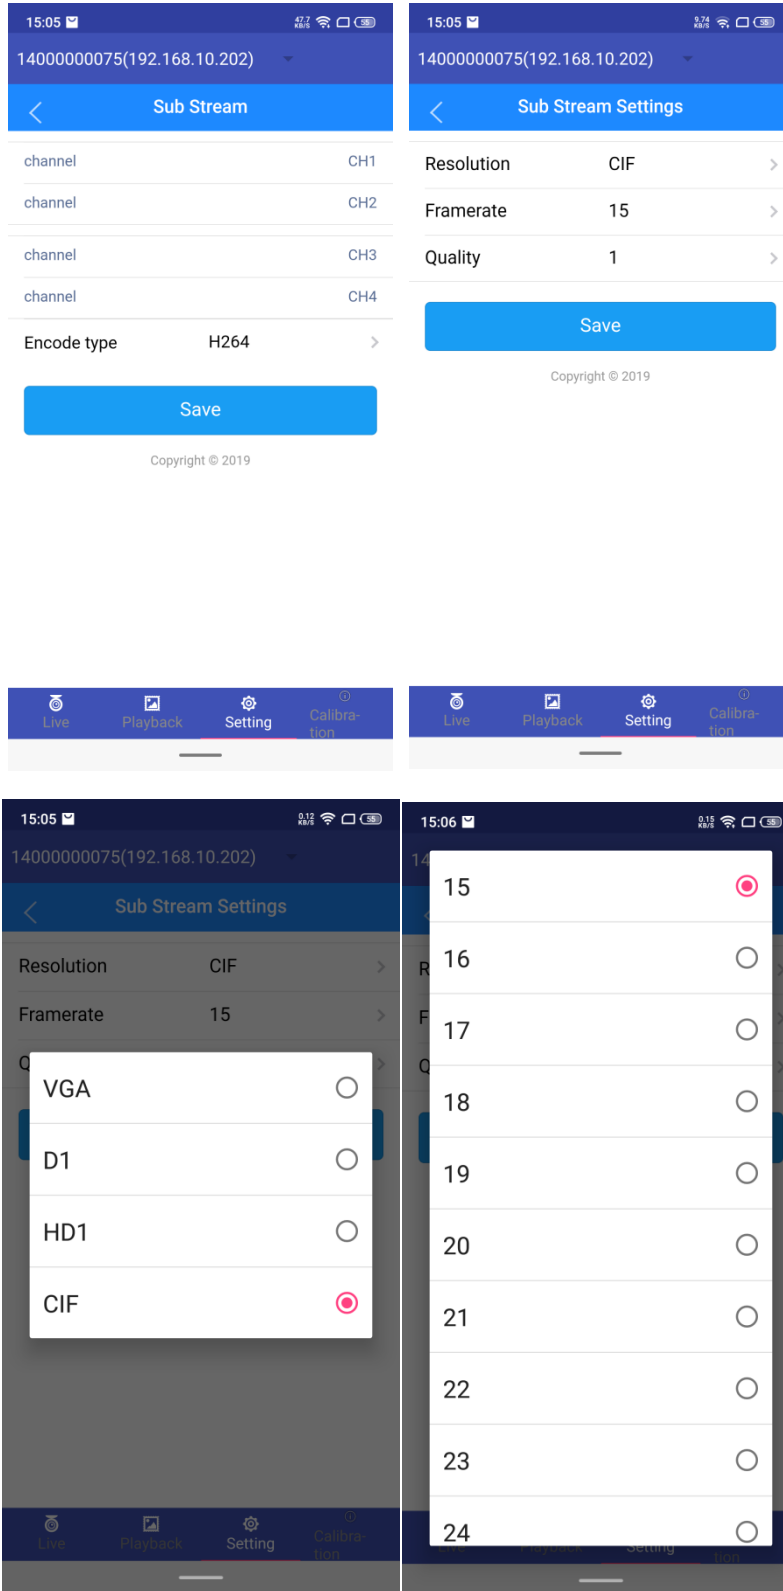 15:05
47.7 KB/S
55
14000000075(192.168.10.202)
Sub Stream
channel CH1
channel CH2
channel CH3
channel CH4
Encode type H264
Save
Copyright © 2019
Live
Playback
Setting
Calibra-
tion
15:05
9.74 KB/S
55
14000000075(192.168.10.202)
Sub Stream Settings
Resolution CIF
Framerate 15
Quality 1
Save
Copyright © 2019
Live
Playback
Setting
Calibra-
tion
15:05
0.12 KB/S
55
14000000075(192.168.10.202)
Sub Stream Settings
Resolution CIF
Framerate 15
Q
VGA
D1
HD1
CIF
Live
Playback
Setting
Calibra-
tion
15:06
0.15 KB/S
55
14
R
F
Q
15
16
17
18
19
20
21
22
23
24
Live
Playback
Setting
tion